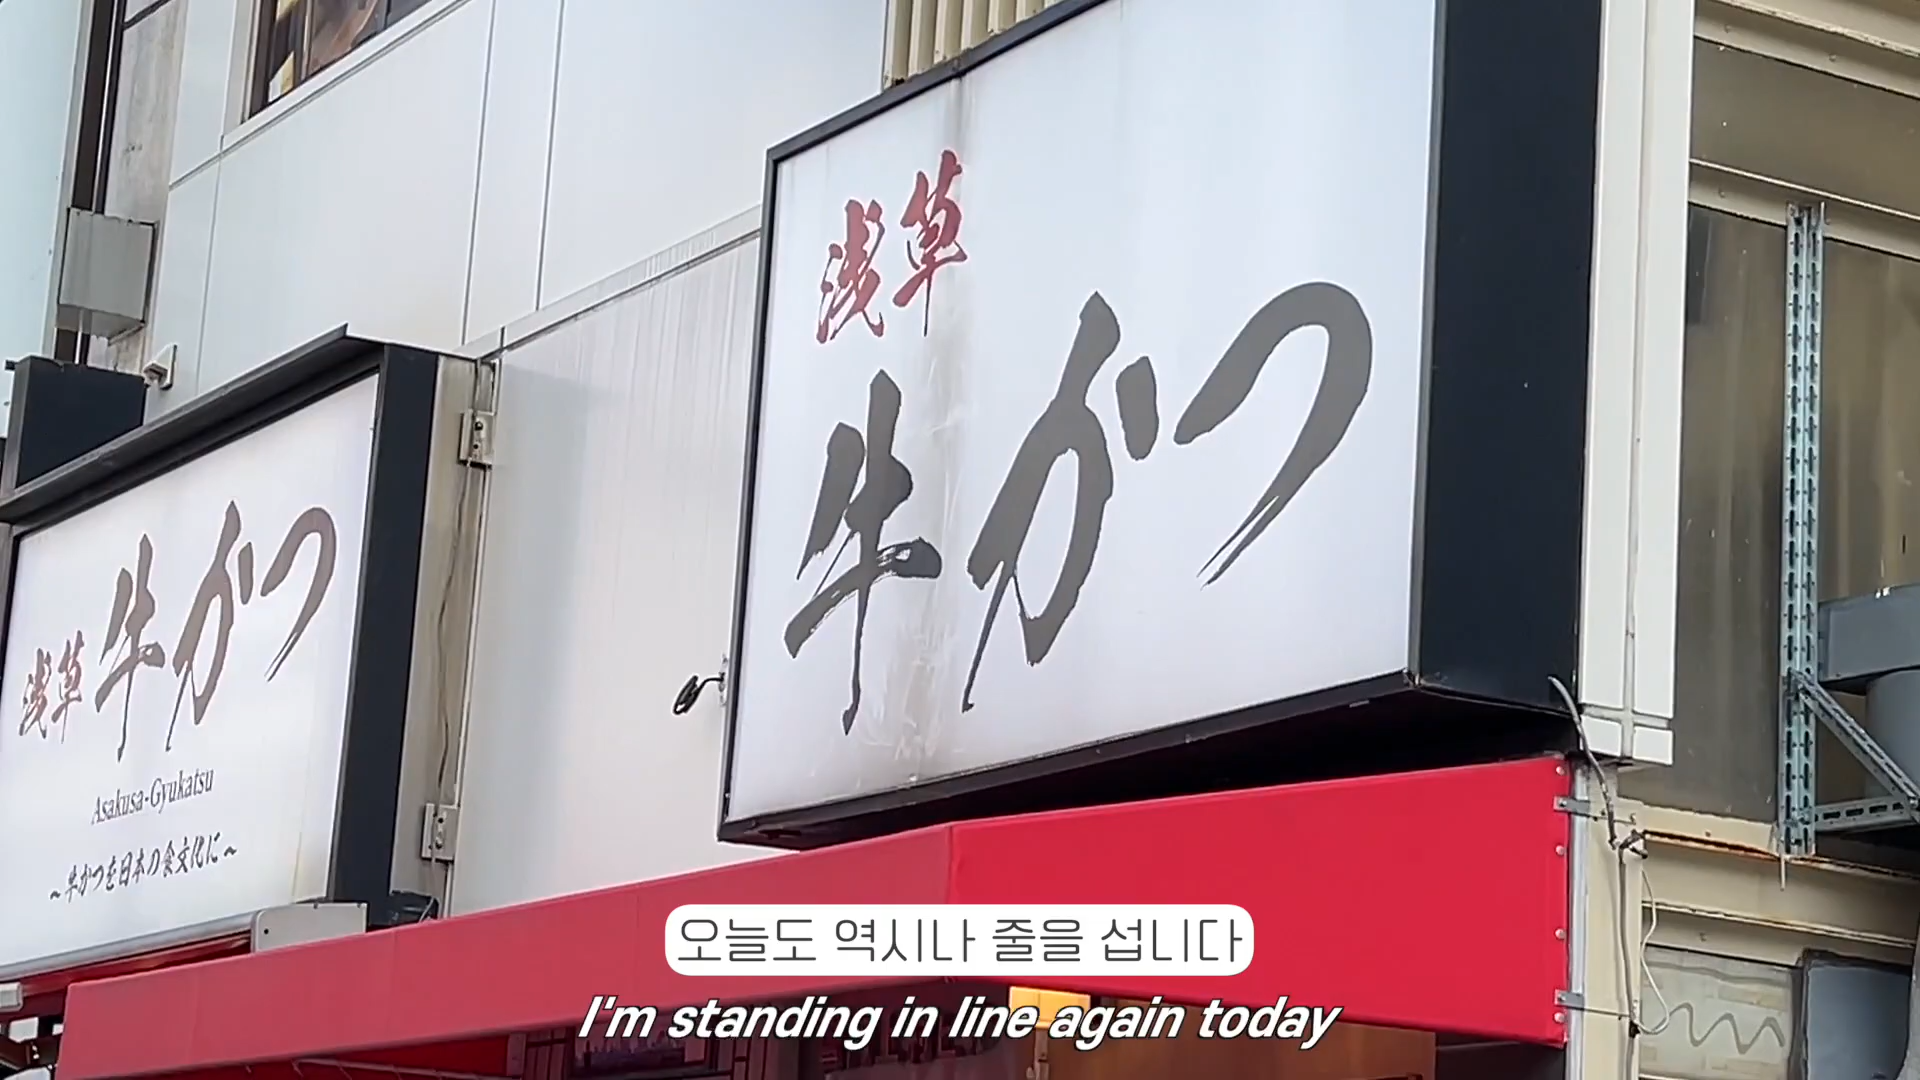 浅草
牛かつ
浅草 牛かつ
Asakusa-Gyukatsu
~牛かつを日本の食文化に~
오늘도 역시나 줄을 섭니다
I'm standing in line again today